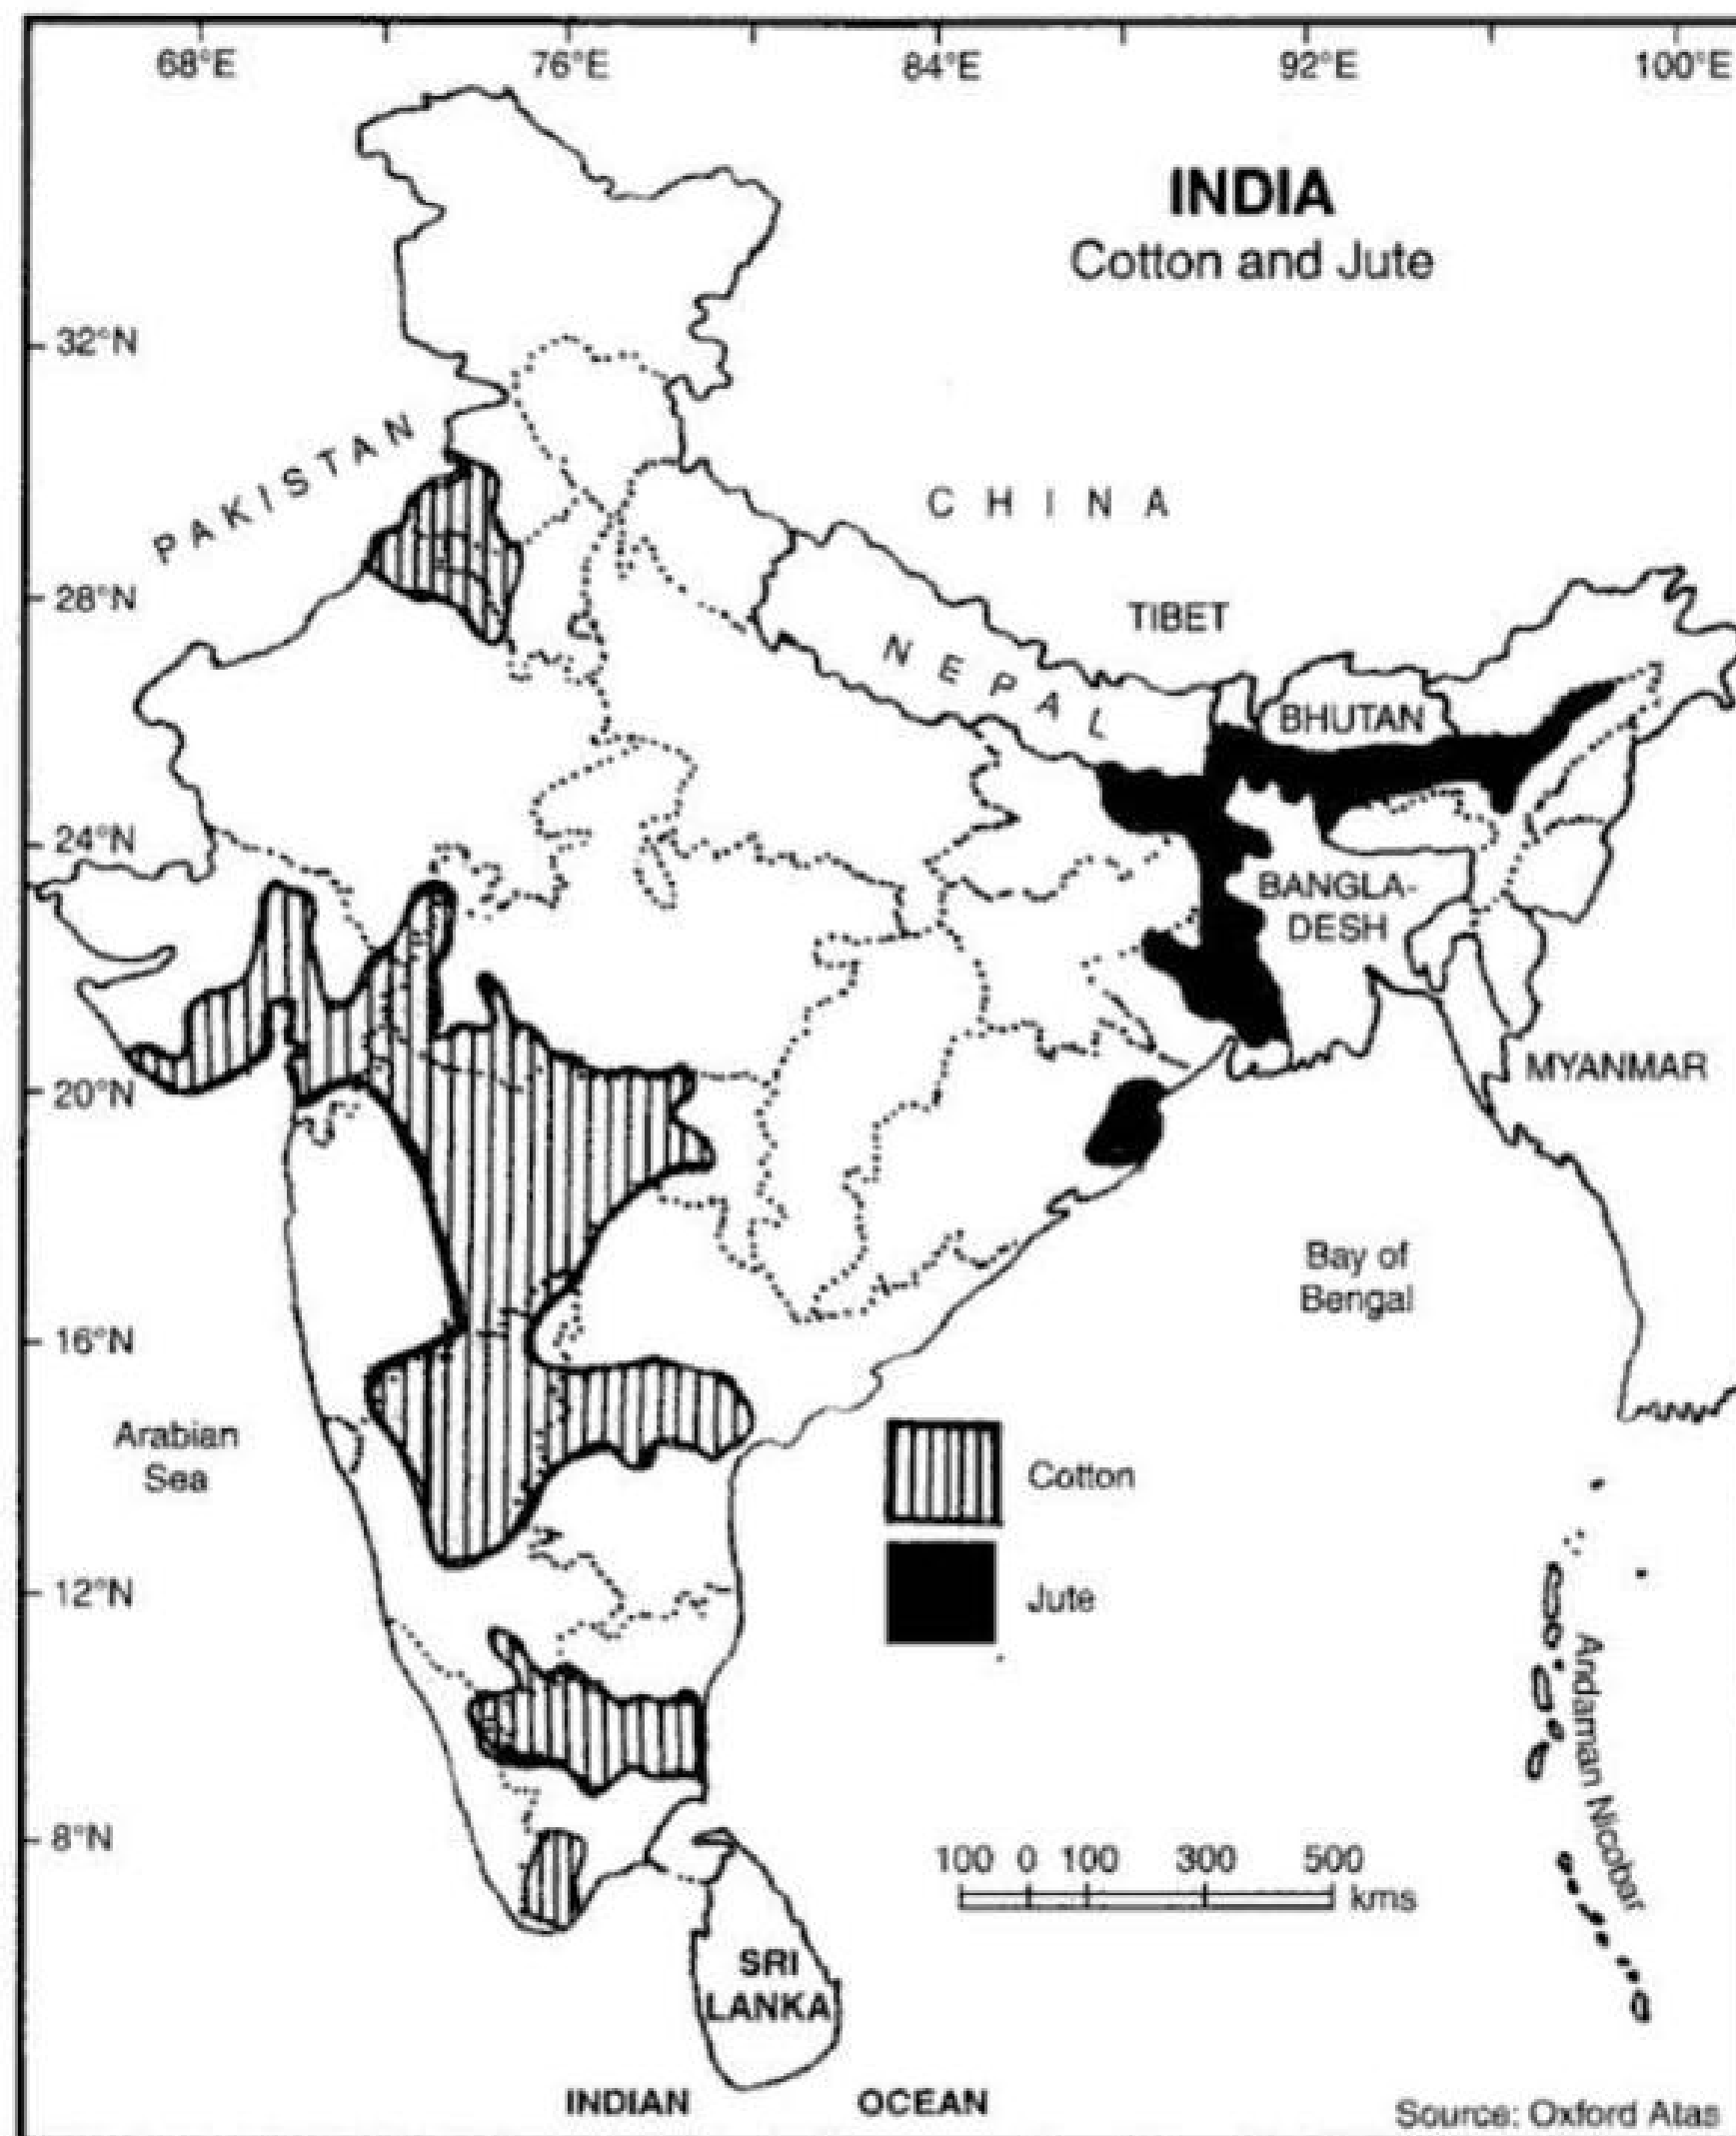 68°E 76°E 84°E 92°E 100°E
INDIA
Cotton and Jute
32°N
PAKISTAN
CHINA
28°N
TIBET
NEPAL
BHUTAN
24°N
BANGLA-
DESH
20°N
MYANMAR
Bay of
Bengal
16°N
Arabian
Sea
Cotton
12°N
Jute
Andaman Nicobar
8°N
100 0 100 300 500
kms
SRI
LANKA
INDIAN OCEAN
Source: Oxford Atas